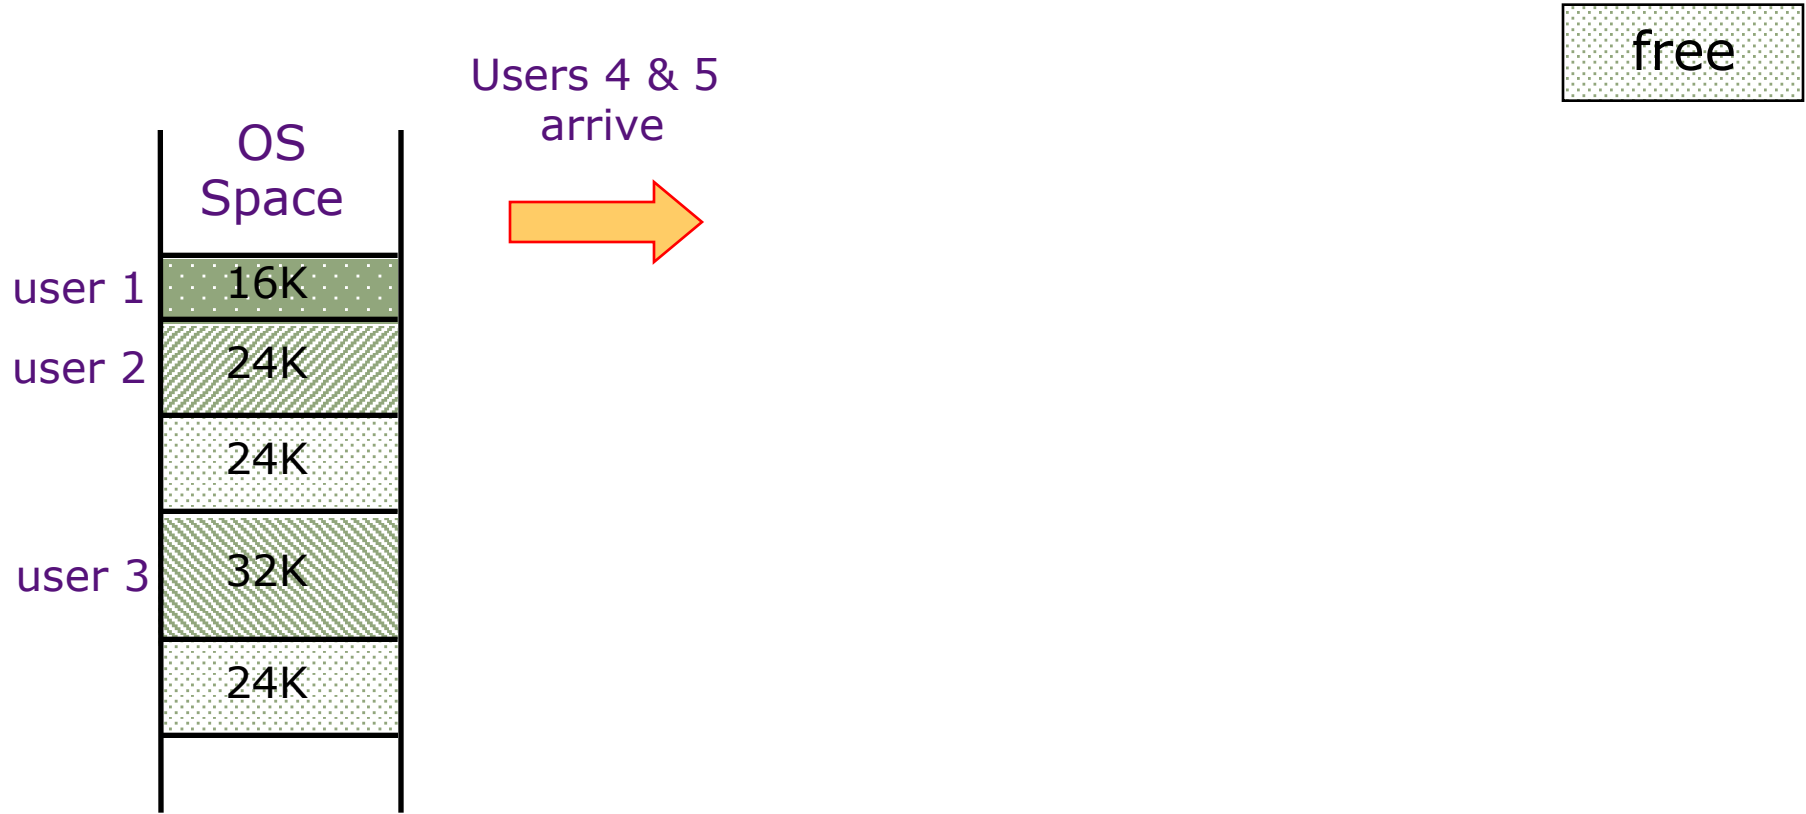 free
Users 4 & 5
arrive
OS
Space
user 1
16K
user 2
24K
24K
user 3
32K
24K